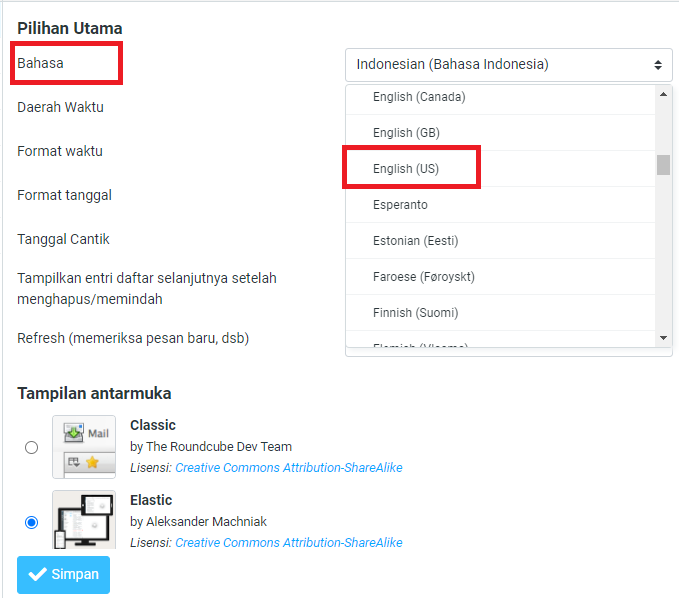 Pilihan Utama
Bahasa
Indonesian (Bahasa Indonesia)
English (Canada)
Daerah Waktu
English (GB)
Format waktu
English (US)
Format tanggal
Esperanto
Tanggal Cantik
Estonian (Eesti)
Tampilkan entri daftar selanjutnya setelah
menghapus/memindah
Faroese (Føroyskt)
Finnish (Suomi)
Refresh (memeriksa pesan baru, dsb)
Flemish (Vlaams)
Tampilan antarmuka
Mail
Classic
by The Roundcube Dev Team
Lisensi: Creative Commons Attribution-ShareAlike
Elastic
by Aleksander Machniak
Lisensi: Creative Commons Attribution-ShareAlike
Simpan